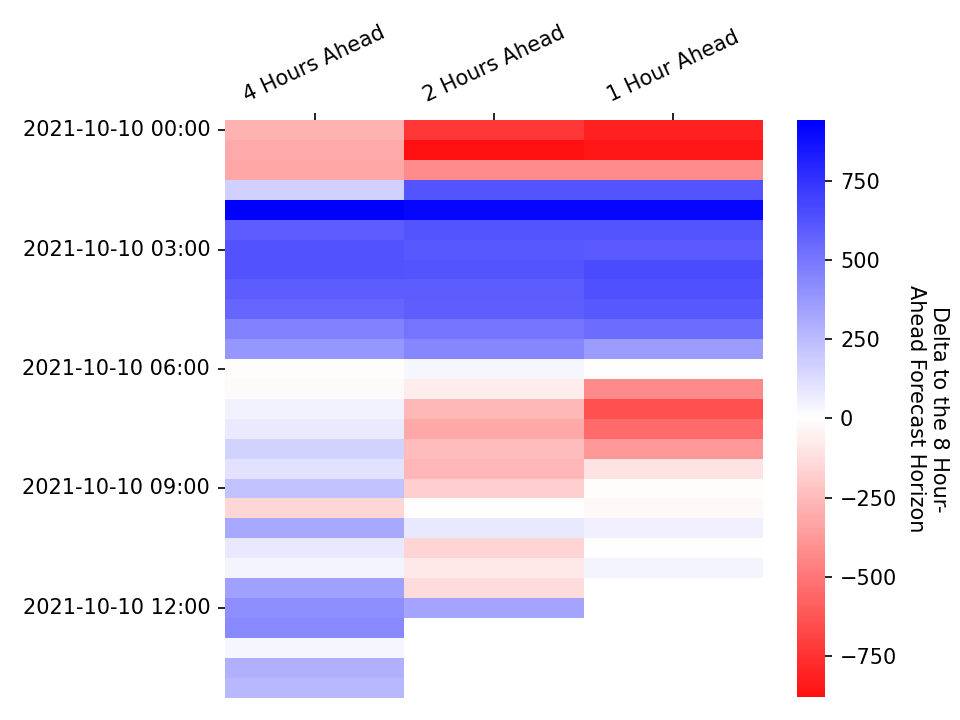 4 Hours Ahead
2 Hours Ahead
1 Hour Ahead
2021-10-10 00:00
2021-10-10 03:00
2021-10-10 06:00
2021-10-10 09:00
2021-10-10 12:00
750
500
250
0
−250
−500
−750
Delta to the 8 Hour-
Ahead Forecast Horizon